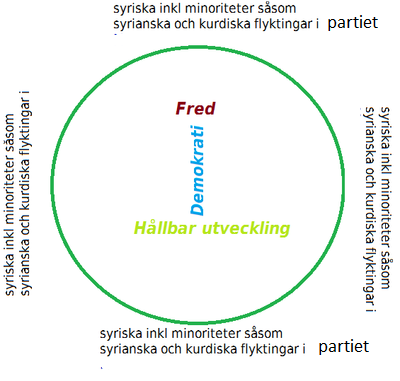 syriska inkl minoriteter såsom
syrianska och kurdiska flyktingar i partiet
Fred
Demokrati
Hållbar utveckling
syriska inkl minoriteter såsom
syrianska och kurdiska flyktingar i
syriska inkl minoriteter såsom
syrianska och kurdiska flyktingar i
syriska inkl minoriteter såsom
syrianska och kurdiska flyktingar i partiet